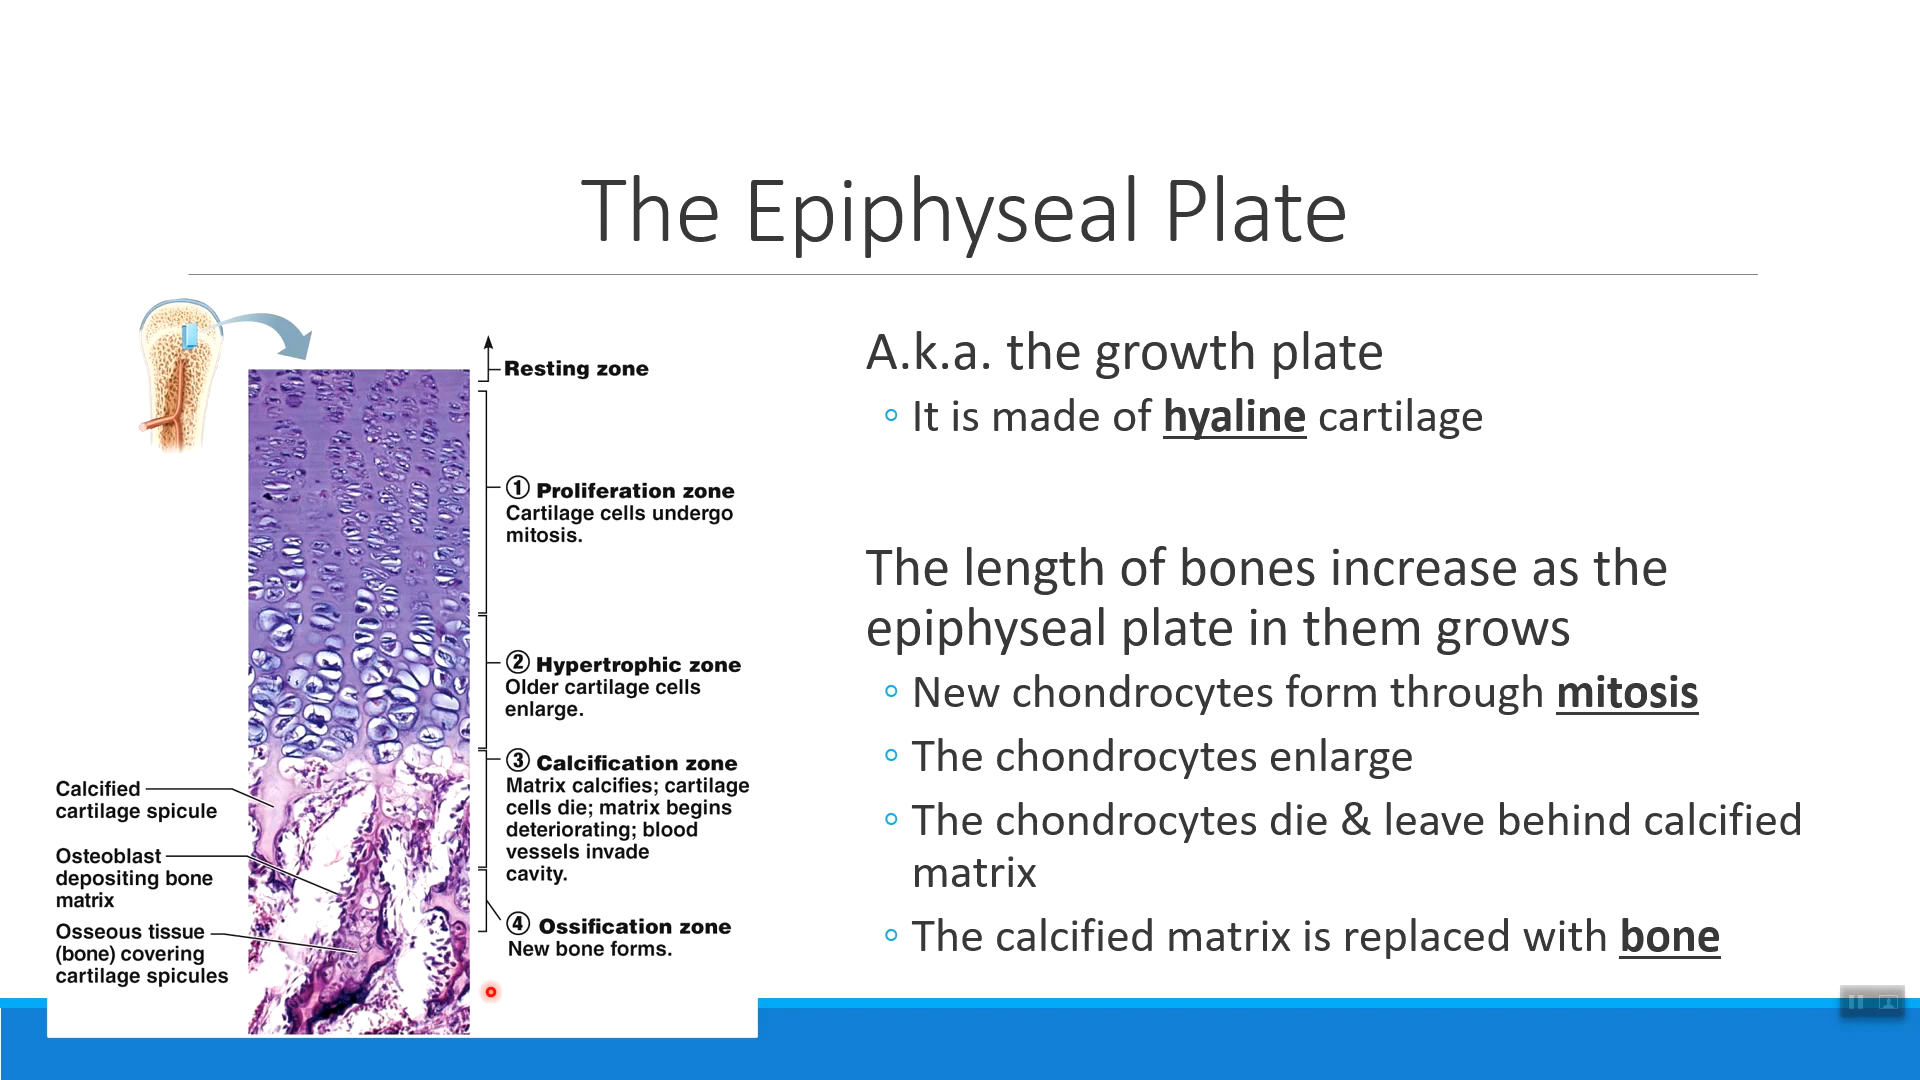 The Epiphyseal Plate
Resting zone
① Proliferation zone
Cartilage cells undergo
mitosis.
② Hypertrophic zone
Older cartilage cells
enlarge.
③ Calcification zone
Matrix calcifies; cartilage
cells die; matrix begins
deteriorating; blood
vessels invade
cavity.
④ Ossification zone
New bone forms.
Calcified
cartilage spicule
Osteoblast
depositing bone
matrix
Osseous tissue
(bone) covering
cartilage spicules
A.k.a. the growth plate
◦ It is made of hyaline cartilage
The length of bones increase as the
epiphyseal plate in them grows
◦ New chondrocytes form through mitosis
◦ The chondrocytes enlarge
◦ The chondrocytes die & leave behind calcified
matrix
◦ The calcified matrix is replaced with bone